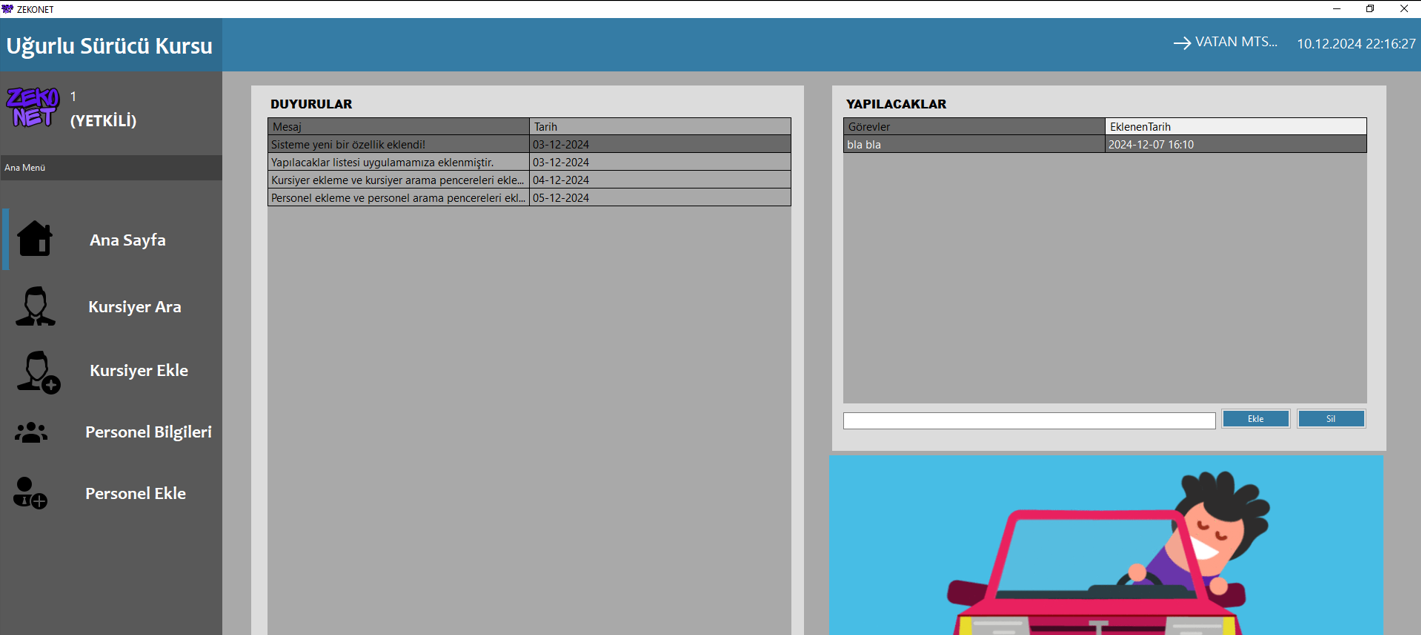 ZEKONET
Uğurlu Sürücü Kursu
VATAN MTS...
10.12.2024 22:16:27
ZEKO
NET
1
(YETKİLİ)
Ana Menü
Ana Sayfa
Kursiyer Ara
Kursiyer Ekle
Personel Bilgileri
Personel Ekle
DUYURULAR
Mesaj Tarih
Sisteme yeni bir özellik eklendi! 03-12-2024
Yapılacaklar listesi uygulamamıza eklenmiştir. 03-12-2024
Kursiyer ekleme ve kursiyer arama pencereleri ekle... 04-12-2024
Personel ekleme ve personel arama pencereleri ekl... 05-12-2024
YAPILACAKLAR
Görevler EklenenTarih
bla bla 2024-12-07 16:10
Ekle
Sil